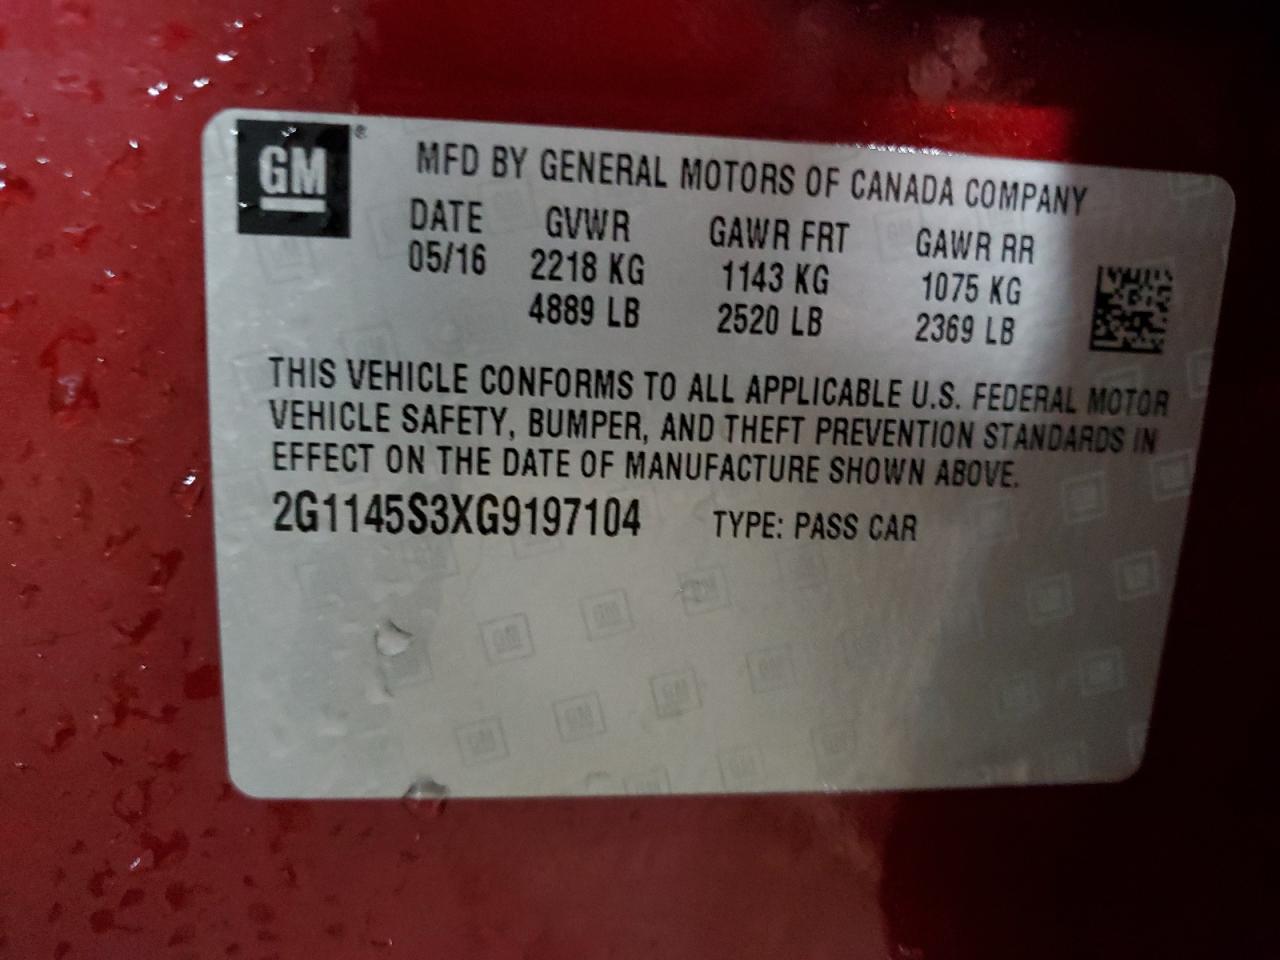 GM ®
MFD BY GENERAL MOTORS OF CANADA COMPANY
DATE GVWR GAWR FRT GAWR RR
05/16 2218 KG 1143 KG 1075 KG
4889 LB 2520 LB 2369 LB
THIS VEHICLE CONFORMS TO ALL APPLICABLE U.S. FEDERAL MOTOR
VEHICLE SAFETY, BUMPER, AND THEFT PREVENTION STANDARDS IN
EFFECT ON THE DATE OF MANUFACTURE SHOWN ABOVE.
2G1145S3XG9197104 TYPE: PASS CAR